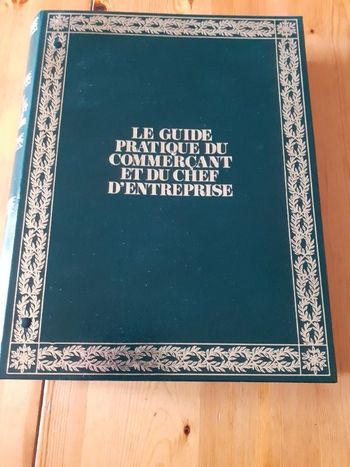 LE GUIDE
PRATIQUE DU
COMMERÇANT
ET DU CHEF
D'ENTREPRISE